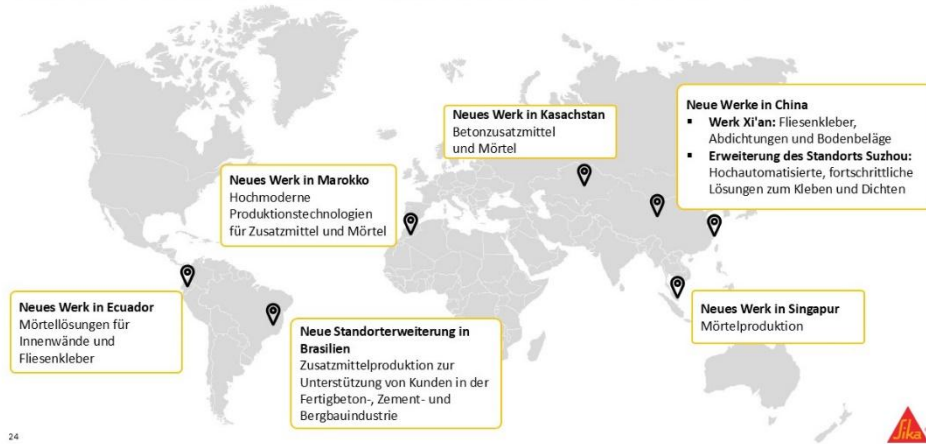 Neues Werk in Kasachstan
Betonzusatzmittel
und Mörtel
Neue Werke in China
▪ Werk Xi'an: Fliesenkleber,
Abdichtungen und Bodenbeläge
▪ Erweiterung des Standorts Suzhou:
Hochautomatisierte, fortschrittliche
Lösungen zum Kleben und Dichten
Neues Werk in Marokko
Hochmoderne
Produktionstechnologien
für Zusatzmittel und Mörtel
Neues Werk in Ecuador
Mörtellösungen für
Innenwände und
Fliesenkleber
Neue Standorterweiterung in
Brasilien
Zusatzmittelproduktion zur
Unterstützung von Kunden in der
Fertigbeton-, Zement- und
Bergbauindustrie
Neues Werk in Singapur
Mörtelproduktion
24
Sika